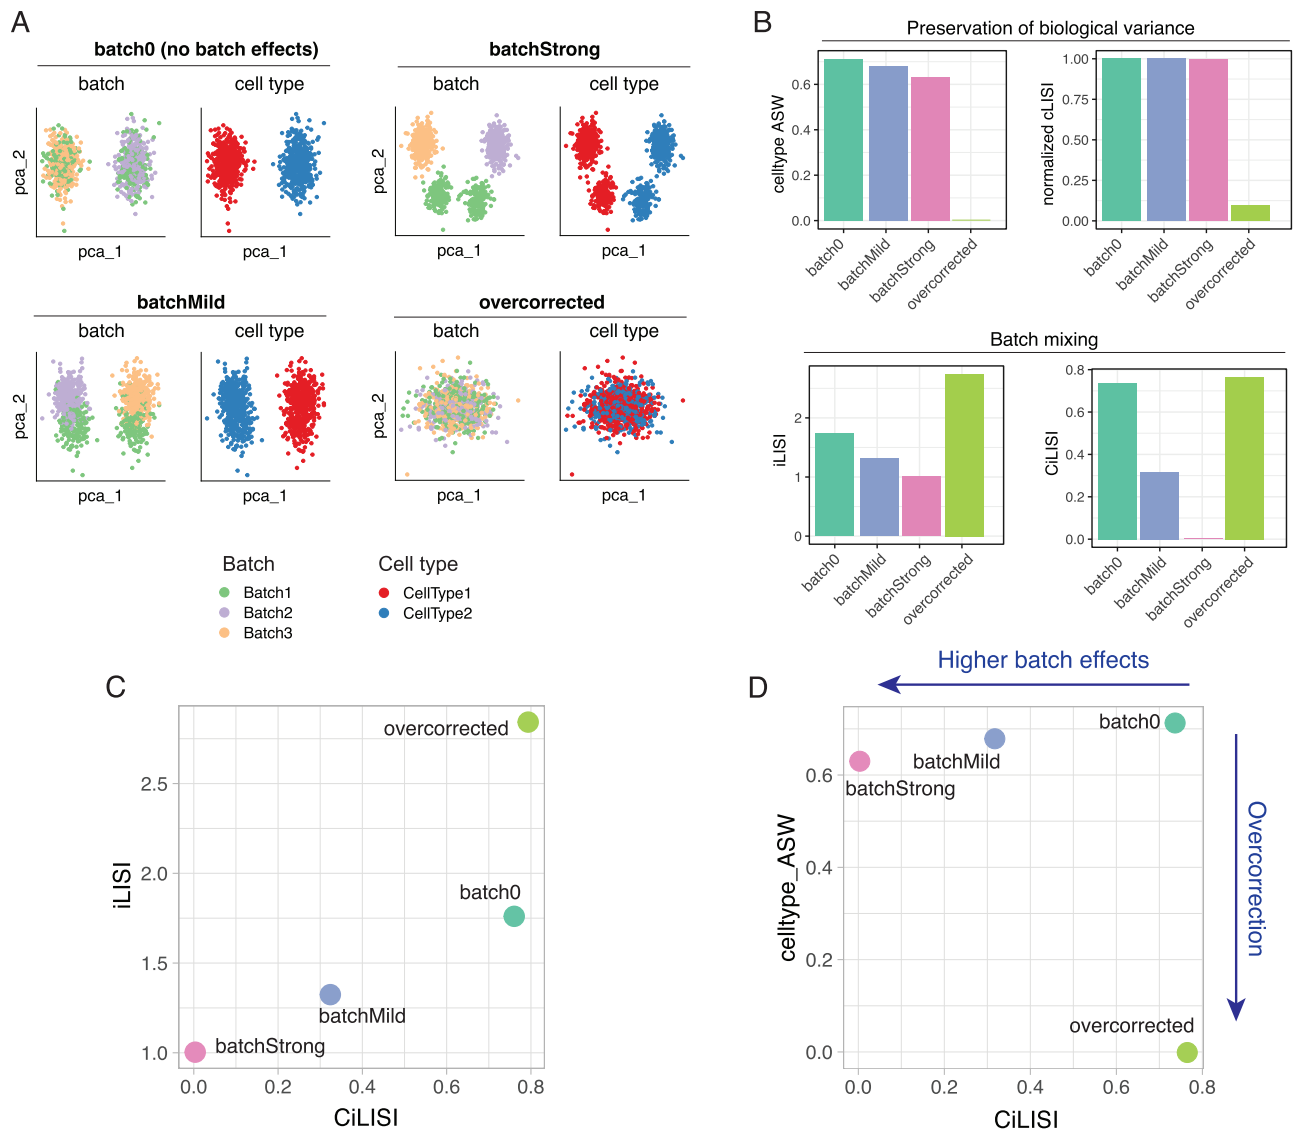 A
batch0 (no batch effects)
batch
cell type
pca_2
pca_1
pca_1
batchStrong
batch
cell type
pca_2
pca_1
pca_1
batchMild
batch
cell type
pca_2
pca_1
pca_1
overcorrected
batch
cell type
pca_2
pca_1
pca_1
Batch
Batch1
Batch2
Batch3
Cell type
CellType1
CellType2
B
Preservation of biological variance
celltype ASW
0.6
0.4
0.2
0.0
batch0
batchMild
batchStrong
overcorrected
normalized cLISI
1.00
0.75
0.50
0.25
0.00
batch0
batchMild
batchStrong
overcorrected
Batch mixing
iLISI
2
1
0
batch0
batchMild
batchStrong
overcorrected
CiLISI
0.8
0.6
0.4
0.2
0.0
batch0
batchMild
batchStrong
overcorrected
C
iLISI
2.5
2.0
1.5
1.0
overcorrected
batch0
batchMild
batchStrong
0.0
0.2
0.4
0.6
0.8
CiLISI
D
Higher batch effects
celltype_ASW
0.6
0.4
0.2
0.0
batch0
batchMild
batchStrong
overcorrected
Overcorrection
0.0
0.2
0.4
0.6
0.8
CiLISI